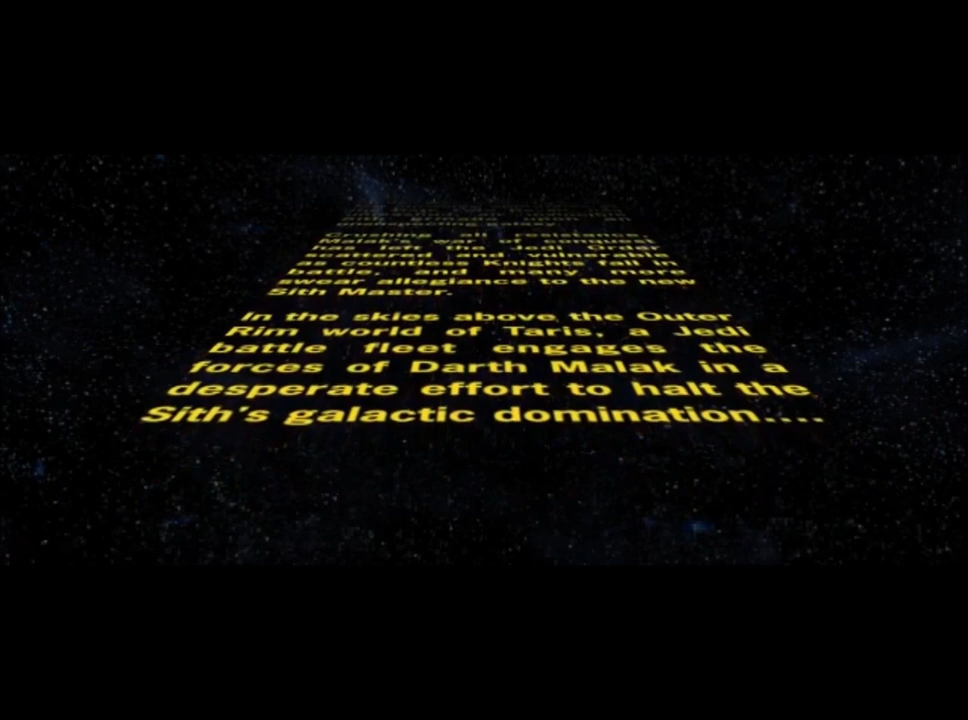 Crushing all resistance,
Malak's war of conquest
has left the Jedi Order
scattered and vulnerable
as countless Knights fall in
battle, and many more
swear allegiance to the new
Sith Master.
In the skies above the Outer
Rim world of Taris, a Jedi
battle fleet engages the
forces of Darth Malak in a
desperate effort to halt the
Sith's galactic domination....